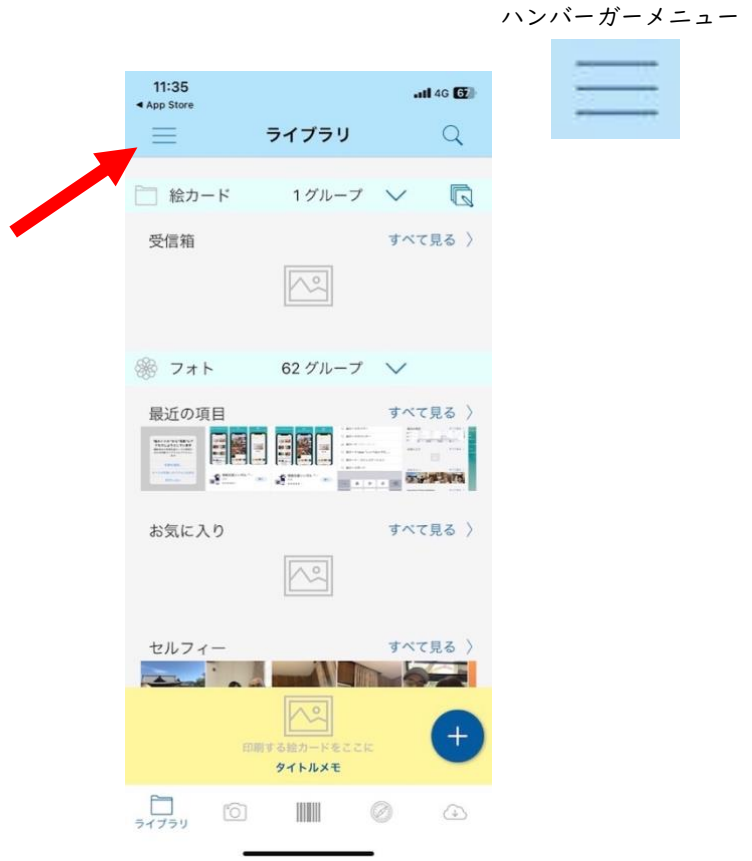 ハンバーガーメニュー
11:35
4G 67
◀ App Store
ライブラリ
絵カード 1 グループ
受信箱 すべて見る 〉
フォト 62 グループ
最近の項目 すべて見る 〉
お気に入り すべて見る 〉
セルフィー すべて見る 〉
印刷する絵カードをここに
タイトルメモ
ライブラリ